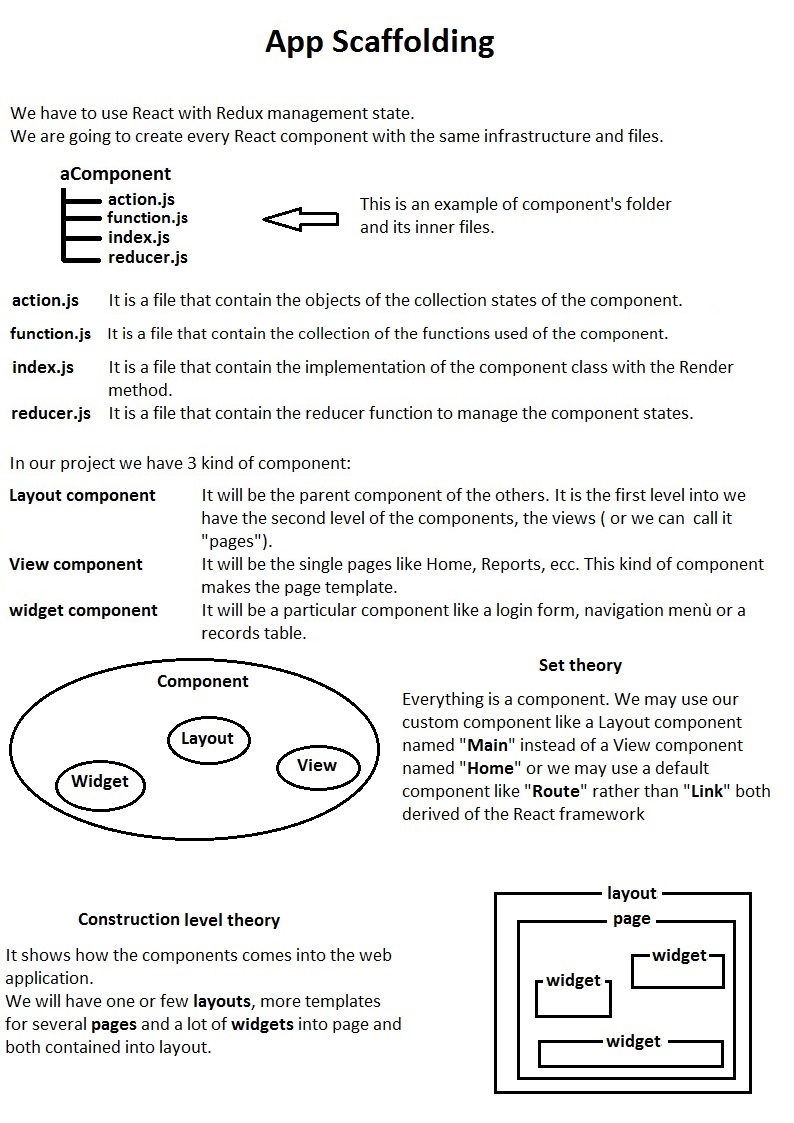 App Scaffolding
We have to use React with Redux management state.
We are going to create every React component with the same infrastructure and files.
aComponent
action.js
function.js
index.js
reducer.js
This is an example of component's folder
and its inner files.
action.js It is a file that contain the objects of the collection states of the component.
function.js It is a file that contain the collection of the functions used of the component.
index.js It is a file that contain the implementation of the component class with the Render
method.
reducer.js It is a file that contain the reducer function to manage the component states.
In our project we have 3 kind of component:
Layout component It will be the parent component of the others. It is the first level into we
have the second level of the components, the views ( or we can call it
"pages").
View component It will be the single pages like Home, Reports, ecc. This kind of component
makes the page template.
widget component It will be a particular component like a login form, navigation menù or a
records table.
Component
Layout
View
Widget
Set theory
Everything is a component. We may use our
custom component like a Layout component
named "Main" instead of a View component
named "Home" or we may use a default
component like "Route" rather than "Link" both
derived of the React framework
Construction level theory
It shows how the components comes into the web
application.
We will have one or few layouts, more templates
for several pages and a lot of widgets into page and
both contained into layout.
layout
page
widget
widget
widget